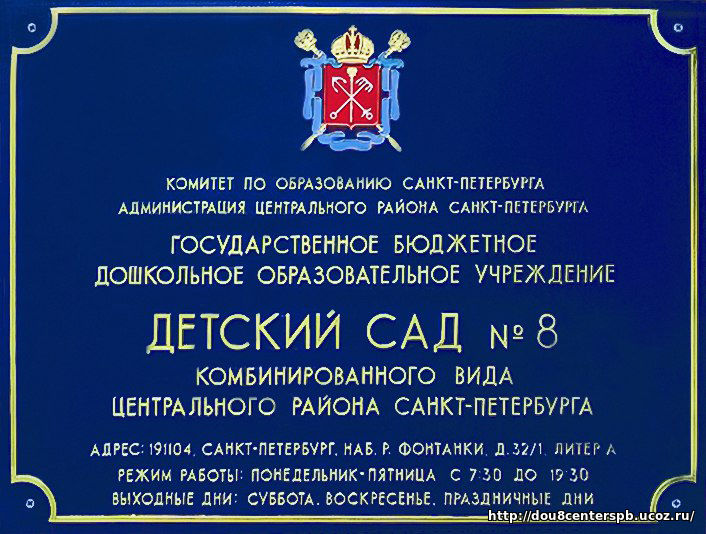 КОМИТЕТ ПО ОБРАЗОВАНИЮ САНКТ-ПЕТЕРБУРГА
АДМИНИСТРАЦИЯ ЦЕНТРАЛЬНОГО РАЙОНА САНКТ-ПЕТЕРБУРГА
ГОСУДАРСТВЕННОЕ БЮДЖЕТНОЕ
ДОШКОЛЬНОЕ ОБРАЗОВАТЕЛЬНОЕ УЧРЕЖДЕНИЕ
ДЕТСКИЙ САД № 8
КОМБИНИРОВАННОГО ВИДА
ЦЕНТРАЛЬНОГО РАЙОНА САНКТ-ПЕТЕРБУРГА
АДРЕС: 191104, САНКТ-ПЕТЕРБУРГ, НАБ. Р. ФОНТАНКИ, Д.32/1, ЛИТЕР А
РЕЖИМ РАБОТЫ: ПОНЕДЕЛЬНИК-ПЯТНИЦА С 7:30 ДО 19:30
ВЫХОДНЫЕ ДНИ: СУББОТА, ВОСКРЕСЕНЬЕ, ПРАЗДНИЧНЫЕ ДНИ
http://dou8centerspb.ucoz.ru/